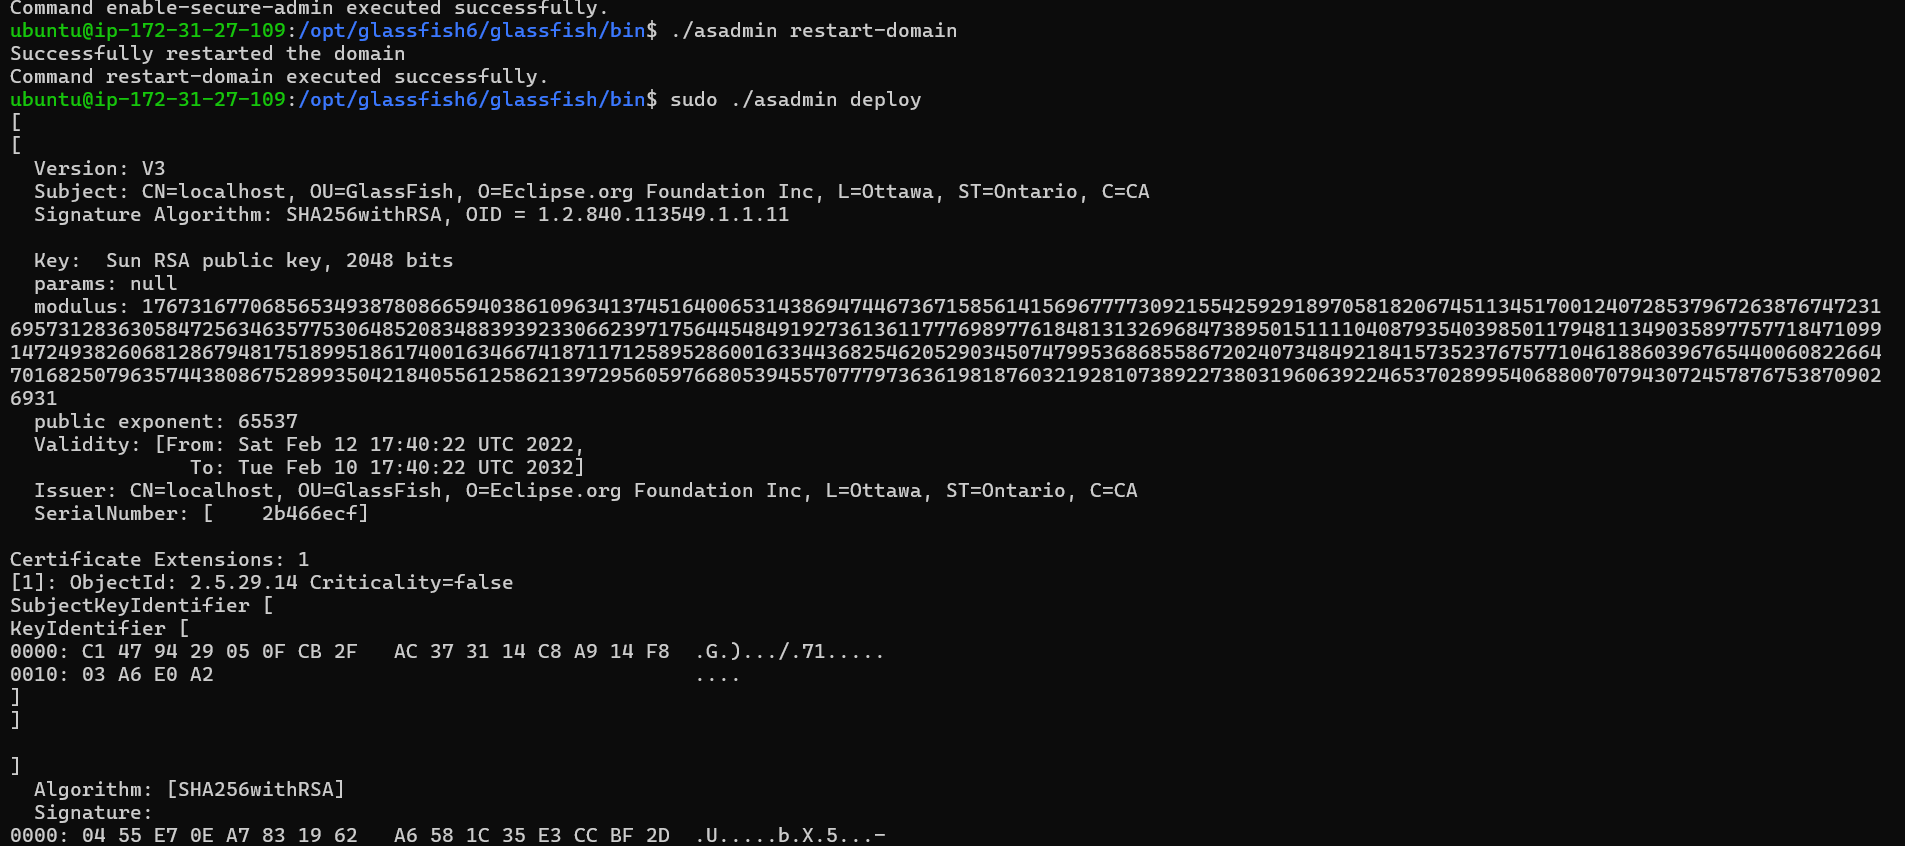 Command enable-secure-admin executed successfully.
ubuntu@ip-172-31-27-109:/opt/glassfish6/glassfish/bin$ ./asadmin restart-domain
Successfully restarted the domain
Command restart-domain executed successfully.
ubuntu@ip-172-31-27-109:/opt/glassfish6/glassfish/bin$ sudo ./asadmin deploy
[
[
  Version: V3
  Subject: CN=localhost, OU=GlassFish, O=Eclipse.org Foundation Inc, L=Ottawa, ST=Ontario, C=CA
  Signature Algorithm: SHA256withRSA, OID = 1.2.840.113549.1.1.11

  Key:  Sun RSA public key, 2048 bits
  params: null
  modulus: 1767316770685653493878086659403861096341374516400653143869474467367158561415696777730921554259291897058182067451134517001240728537967263876747231
695731283630584725634635775306485208348839392330662397175644548491927361361177769897761848131326968473895015111104087935403985011794811349035897757718471099
1472493826068128679481751899518617400163466741871171258952860016334436825462052903450747995368685586720240734849218415735237675771046188603967654400608226644
7016825079635744380867528993504218405561258621397295605976680539455707779736361981876032192810738922738031960639224653702899540688007079430724578767538709026
6931
  public exponent: 65537
  Validity: [From: Sat Feb 12 17:40:22 UTC 2022,
               To: Tue Feb 10 17:40:22 UTC 2032]
  Issuer: CN=localhost, OU=GlassFish, O=Eclipse.org Foundation Inc, L=Ottawa, ST=Ontario, C=CA
  SerialNumber: [    2b466ecf]

Certificate Extensions: 1
[1]: ObjectId: 2.5.29.14 Criticality=false
SubjectKeyIdentifier [
KeyIdentifier [
0000: C1 47 94 29 05 0F CB 2F   AC 37 31 14 C8 A9 14 F8  .G.).../.71.....
0010: 03 A6 E0 A2                                        ....
]
]

]
  Algorithm: [SHA256withRSA]
  Signature:
0000: 04 55 E7 0E A7 83 19 62   A6 58 1C 35 E3 CC BF 2D  .U.....b.X.5...-